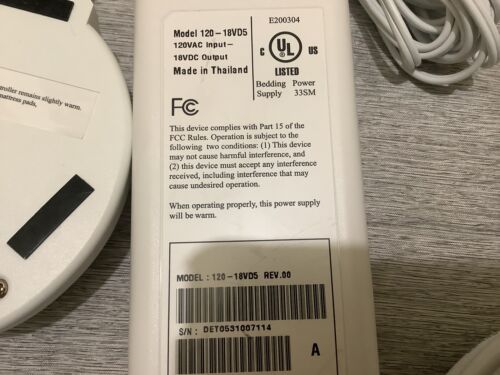 Model 120-18VD5
120VAC Input-
18VDC Output
Made in Thailand
E200304
C UL US
LISTED
Bedding Power
Supply 33SM
FC
This device complies with Part 15 of the
FCC Rules. Operation is subject to the
following two conditions: (1) This device
may not cause harmful interference, and
(2) this device must accept any interference
received, including interference that may
cause undesired operation.
When operating properly, this power supply
will be warm.
MODEL : 120-18VD5 REV.00
S/N : DET0531007114
A
remains slightly warm.
mattress pads,